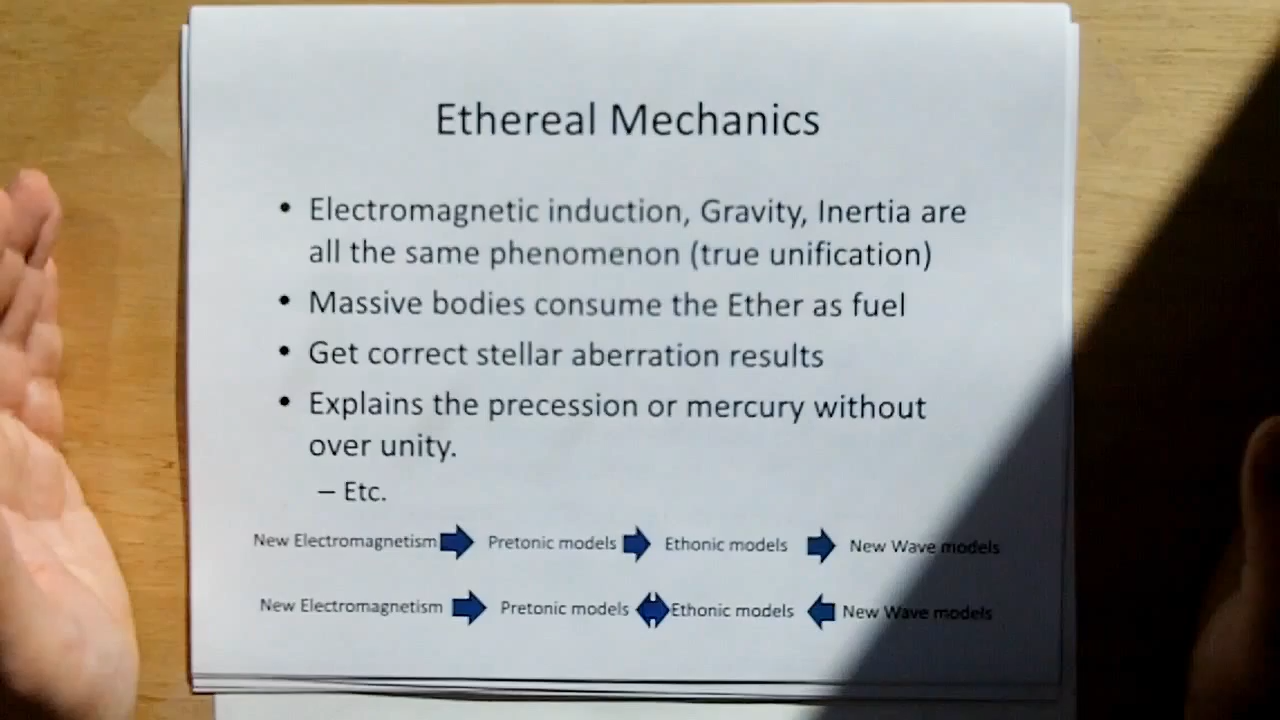 Ethereal Mechanics
• Electromagnetic induction, Gravity, Inertia are
all the same phenomenon (true unification)
• Massive bodies consume the Ether as fuel
• Get correct stellar aberration results
• Explains the precession or mercury without
over unity.
– Etc.
New Electromagnetism Pretonic models Ethonic models New Wave models
New Electromagnetism Pretonic models Ethonic models New Wave models